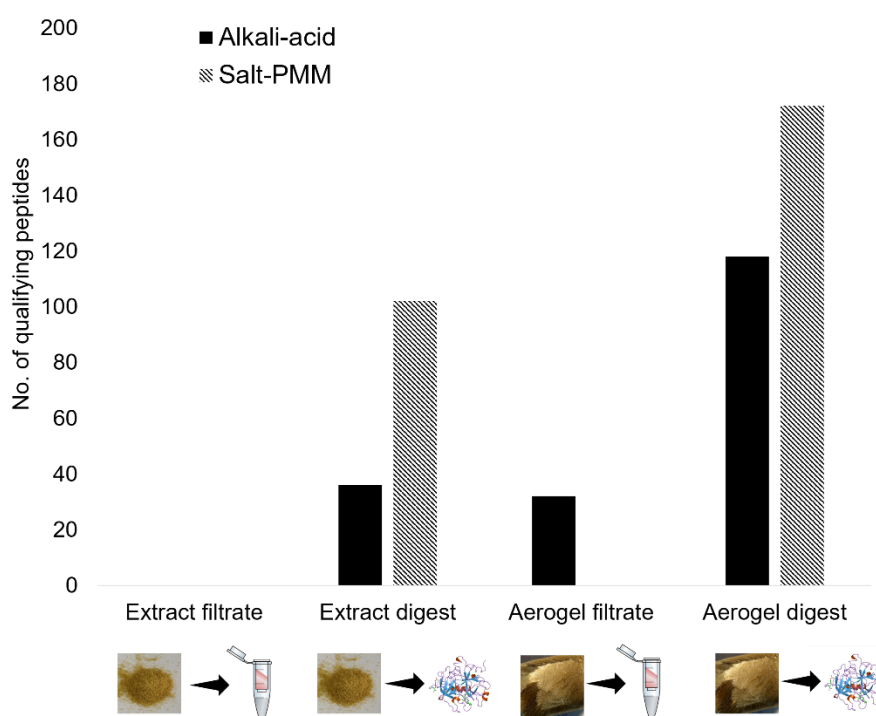 200
180
160
140
120
100
80
60
40
20
0
No. of qualifying peptides
Alkali-acid
Salt-PMM
Extract filtrate Extract digest Aerogel filtrate Aerogel digest